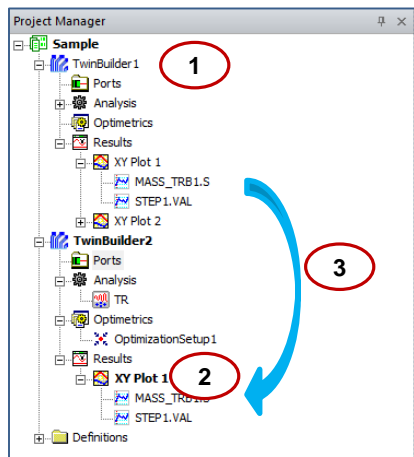 Project Manager
Sample
TwinBuilder1
1
Ports
Analysis
Optimetrics
Results
XY Plot 1
MASS_TRB1.S
STEP1.VAL
XY Plot 2
TwinBuilder2
Ports
3
Analysis
TR
Optimetrics
OptimizationSetup1
Results
XY Plot 1
2
MASS_TRB1.S
STEP1.VAL
Definitions